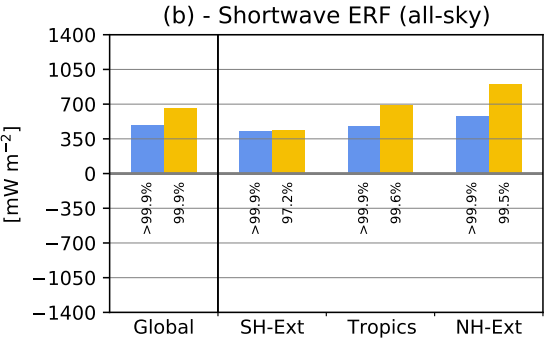 (b) - Shortwave ERF (all-sky)
[mW m⁻²]
1400
1050
700
350
0
−350
−700
−1050
−1400
>99.9%
99.9%
>99.9%
97.2%
>99.9%
99.6%
>99.9%
99.5%
Global
SH-Ext
Tropics
NH-Ext